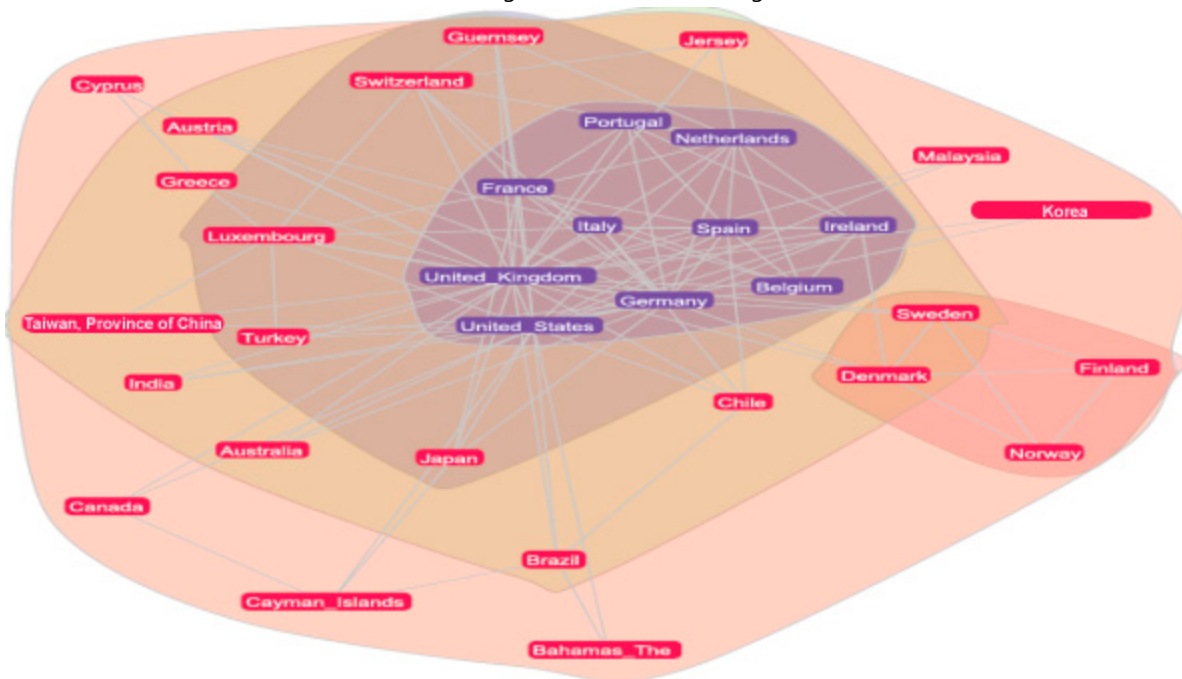 Guernsey
Jersey
Cyprus
Switzerland
Austria
Portugal
Netherlands
Malaysia
Greece
France
Korea
Luxembourg
Italy
Spain
Ireland
United_Kingdom
Belgium
Germany
Taiwan, Province of China
United_States
Sweden
Turkey
India
Denmark
Finland
Chile
Australia
Japan
Norway
Canada
Brazil
Cayman_Islands
Bahamas_The